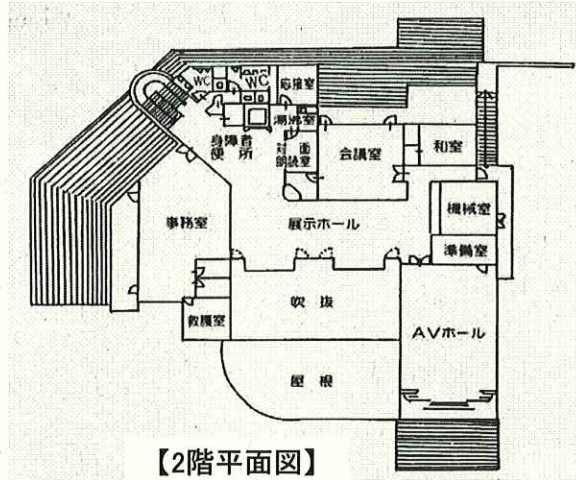 WC
WC
応接室
湯沸室
身障者
便所
対面
朗読室
会議室
和室
機械室
事務室
展示ホール
準備室
吹抜
救護室
AVホール
屋根
【2階平面図】